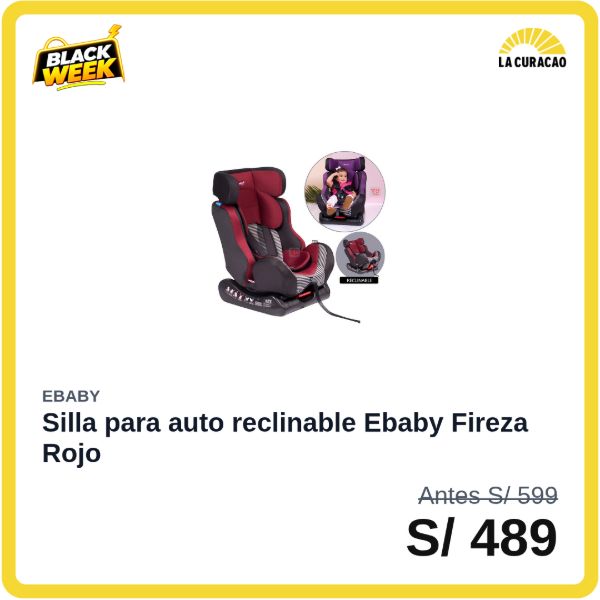 BLACK
WEEK
LA CURACAO
RECLINABLE
EBABY
Silla para auto reclinable Ebaby Fireza
Rojo
Antes S/ 599
S/ 489